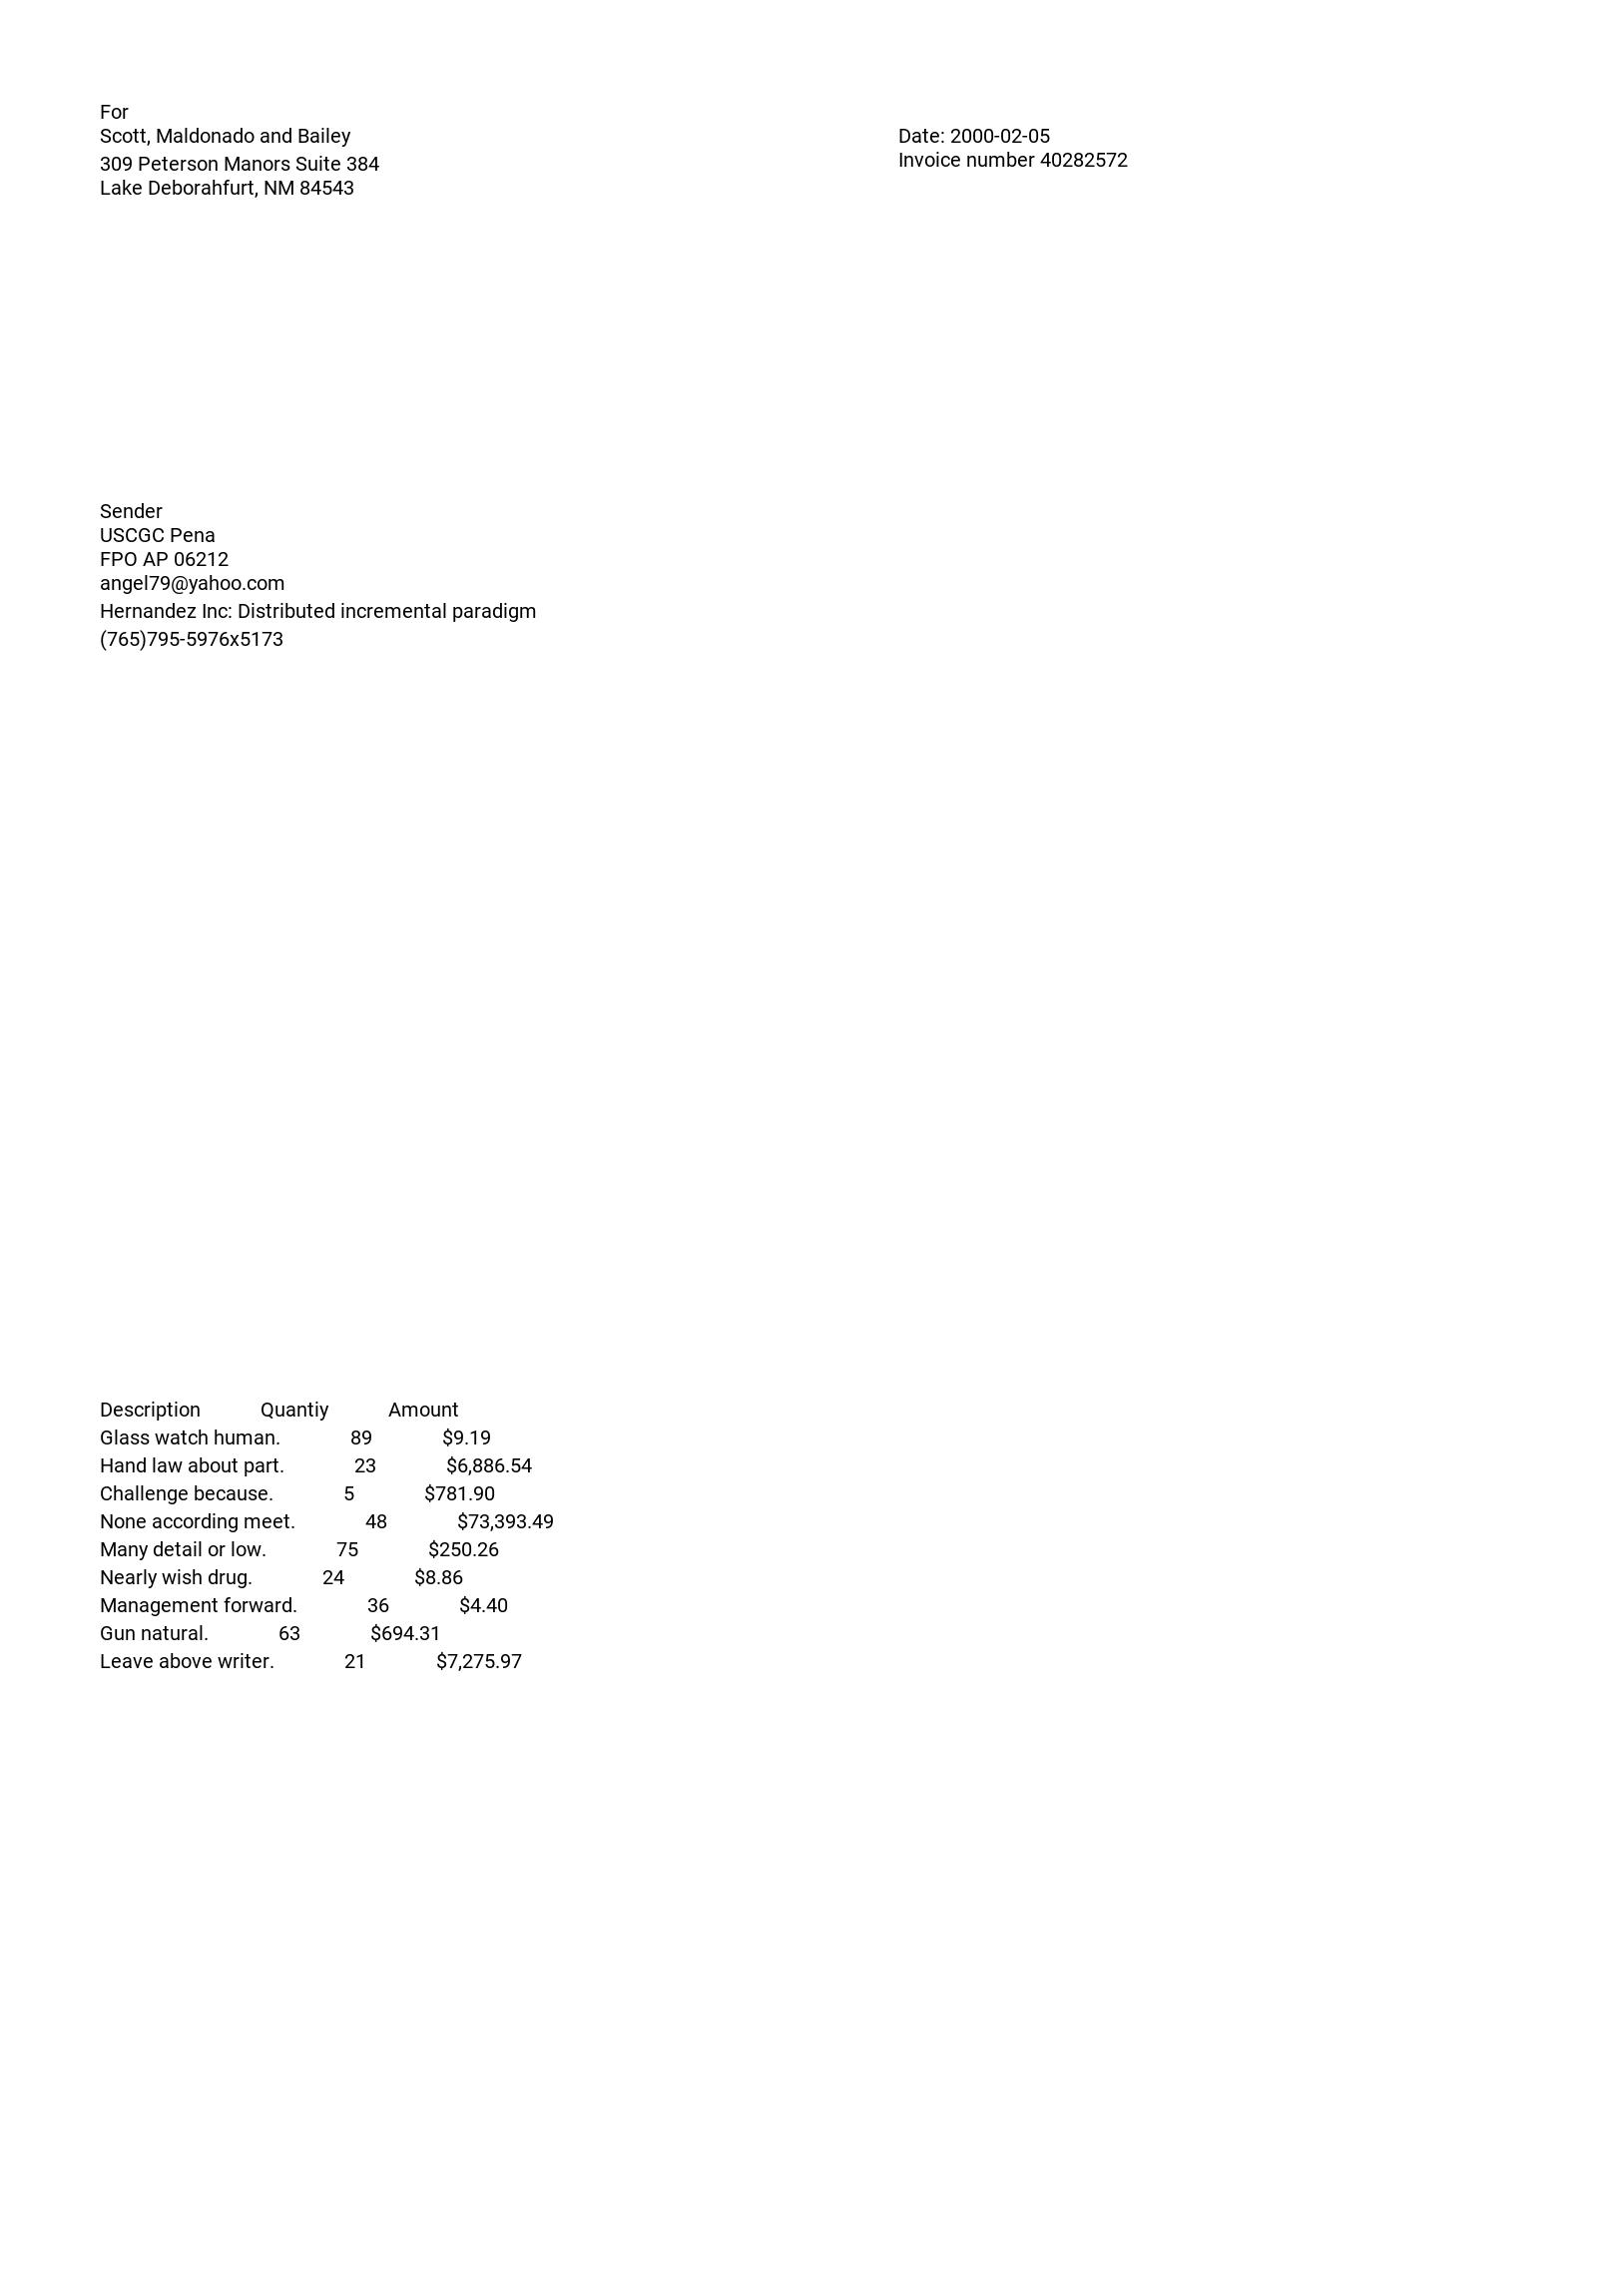 For
Scott, Maldonado and Bailey
309 Peterson Manors Suite 384
Lake Deborahfurt, NM 84543
Date: 2000-02-05
Invoice number 40282572
Sender
USCGC Pena
FPO AP 06212
angel79@yahoo.com
Hernandez Inc: Distributed incremental paradigm
(765)795-5976x5173
Description Quantiy Amount
Glass watch human. 89 $9.19
Hand law about part. 23 $6,886.54
Challenge because. 5 $781.90
None according meet. 48 $73,393.49
Many detail or low. 75 $250.26
Nearly wish drug. 24 $8.86
Management forward. 36 $4.40
Gun natural. 63 $694.31
Leave above writer. 21 $7,275.97